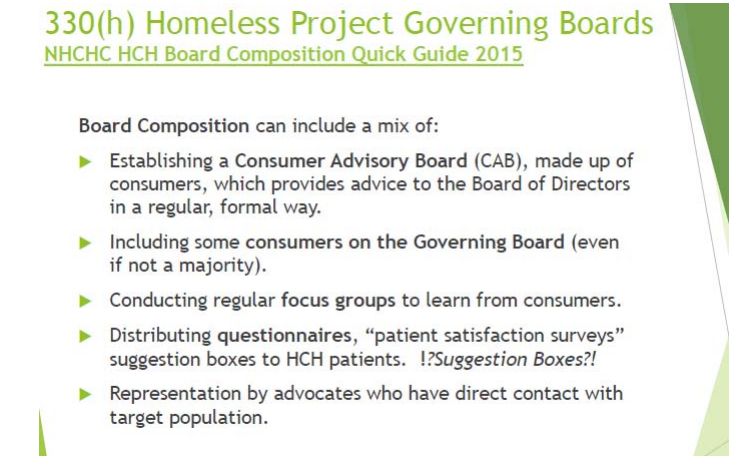 330(h) Homeless Project Governing Boards
NHCHC HCH Board Composition Quick Guide 2015
Board Composition can include a mix of:
Establishing a Consumer Advisory Board (CAB), made up of
consumers, which provides advice to the Board of Directors
in a regular, formal way.
Including some consumers on the Governing Board (even
if not a majority).
Conducting regular focus groups to learn from consumers.
Distributing questionnaires, “patient satisfaction surveys”
suggestion boxes to HCH patients. !?Suggestion Boxes?!
Representation by advocates who have direct contact with
target population.